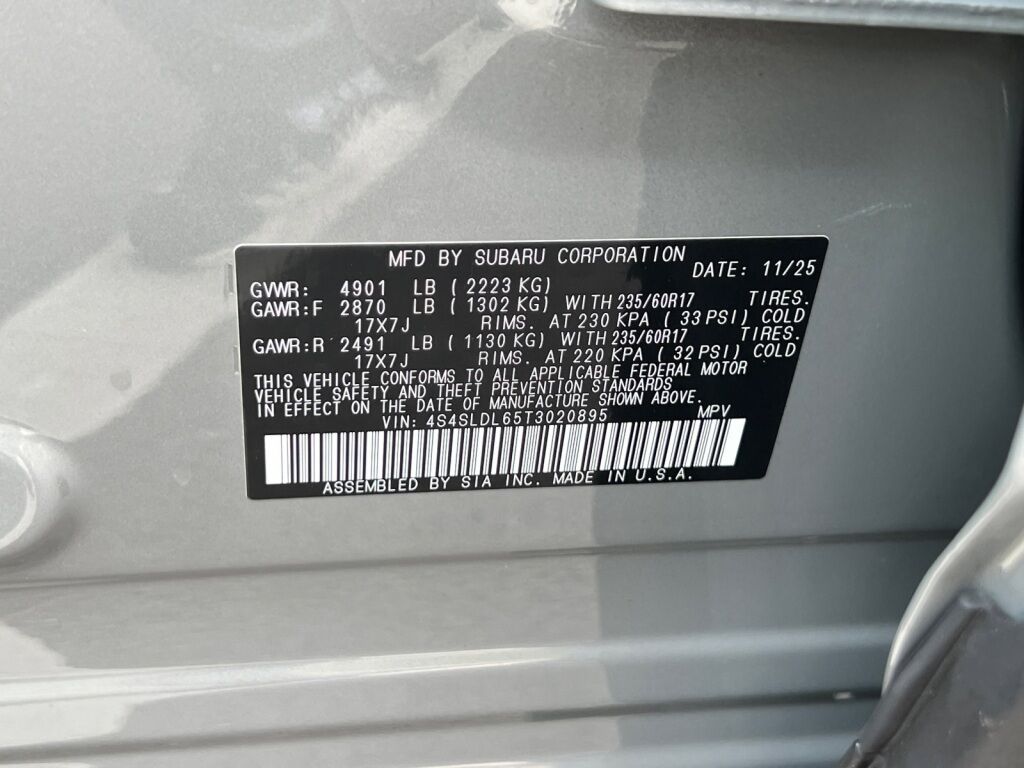 MFD BY SUBARU CORPORATION
DATE: 11/25
GVWR: 4901 LB ( 2223 KG)
GAWR:F 2870 LB ( 1302 KG) WITH 235/60R17 TIRES.
17X7J RIMS. AT 230 KPA ( 33 PSI) COLD
GAWR:R 2491 LB ( 1130 KG) WITH 235/60R17 TIRES.
17X7J RIMS. AT 220 KPA ( 32 PSI) COLD
THIS VEHICLE CONFORMS TO ALL APPLICABLE FEDERAL MOTOR
VEHICLE SAFETY AND THEFT PREVENTION STANDARDS
IN EFFECT ON THE DATE OF MANUFACTURE SHOWN ABOVE.
VIN: 4S4SLDL65T3020895 MPV
ASSEMBLED BY SIA INC. MADE IN U.S.A.